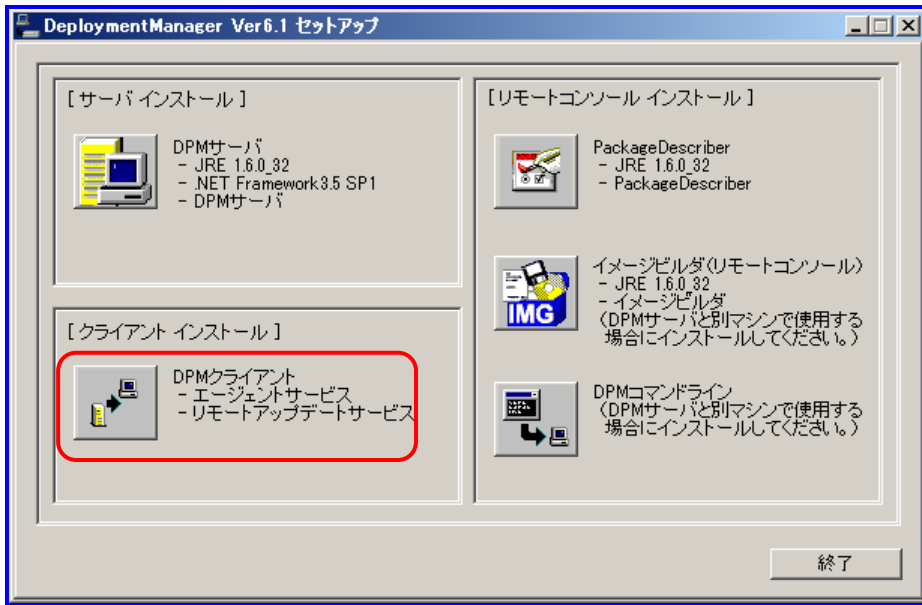 DeploymentManager Ver6.1 セットアップ
[ サーバ インストール ]
DPMサーバ
- JRE 1.6.0_32
- .NET Framework3.5 SP1
- DPMサーバ
[ クライアント インストール ]
DPMクライアント
- エージェントサービス
- リモートアップデートサービス
[ リモートコンソール インストール ]
PackageDescriber
- JRE 1.6.0_32
- PackageDescriber
IMG
イメージビルダ(リモートコンソール)
- JRE 1.6.0_32
- イメージビルダ
(DPMサーバと別マシンで使用する
場合にインストールしてください。)
DPMコマンドライン
(DPMサーバと別マシンで使用する
場合にインストールしてください。)
終了